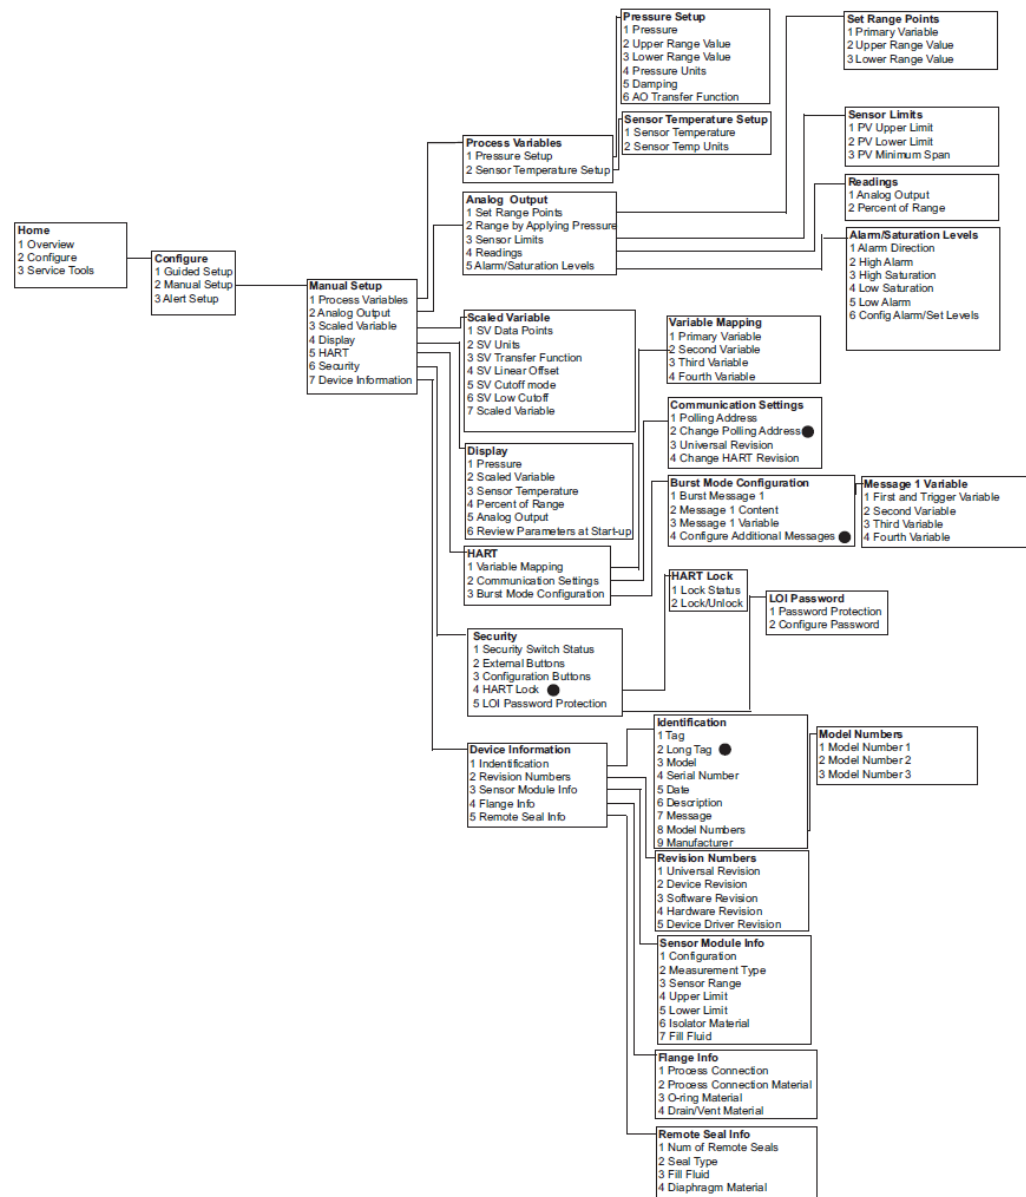 Home
1 Overview
2 Configure
3 Service Tools
Configure
1 Guided Setup
2 Manual Setup
3 Alert Setup
Manual Setup
1 Process Variables
2 Analog Output
3 Scaled Variable
4 Display
5 HART
6 Security
7 Device Information
Process Variables
1 Pressure Setup
2 Sensor Temperature Setup
Analog Output
1 Set Range Points
2 Range by Applying Pressure
3 Sensor Limits
4 Readings
5 Alarm/Saturation Levels
Scaled Variable
1 SV Data Points
2 SV Units
3 SV Transfer Function
4 SV Linear Offset
5 SV Cutoff mode
6 SV Low Cutoff
7 Scaled Variable
Display
1 Pressure
2 Scaled Variable
3 Sensor Temperature
4 Percent of Range
5 Analog Output
6 Review Parameters at Start-up
HART
1 Variable Mapping
2 Communication Settings
3 Burst Mode Configuration
Security
1 Security Switch Status
2 External Buttons
3 Configuration Buttons
4 HART Lock
5 LOI Password Protection
Device Information
1 Indentification
2 Revision Numbers
3 Sensor Module Info
4 Flange Info
5 Remote Seal Info
Pressure Setup
1 Pressure
2 Upper Range Value
3 Lower Range Value
4 Pressure Units
5 Damping
6 AO Transfer Function
Sensor Temperature Setup
1 Sensor Temperature
2 Sensor Temp Units
Set Range Points
1 Primary Variable
2 Upper Range Value
3 Lower Range Value
Sensor Limits
1 PV Upper Limit
2 PV Lower Limit
3 PV Minimum Span
Readings
1 Analog Output
2 Percent of Range
Alarm/Saturation Levels
1 Alarm Direction
2 High Alarm
3 High Saturation
4 Low Saturation
5 Low Alarm
6 Config Alarm/Set Levels
Variable Mapping
1 Primary Variable
2 Second Variable
3 Third Variable
4 Fourth Variable
Communication Settings
1 Polling Address
2 Change Polling Address
3 Universal Revision
4 Change HART Revision
Burst Mode Configuration
1 Burst Message 1
2 Message 1 Content
3 Message 1 Variable
4 Configure Additional Messages
Message 1 Variable
1 First and Trigger Variable
2 Second Variable
3 Third Variable
4 Fourth Variable
HART Lock
1 Lock Status
2 Lock/Unlock
LOI Password
1 Password Protection
2 Configure Password
Identification
1 Tag
2 Long Tag
3 Model
4 Serial Number
5 Date
6 Description
7 Message
8 Model Numbers
9 Manufacturer
Model Numbers
1 Model Number 1
2 Model Number 2
3 Model Number 3
Revision Numbers
1 Universal Revision
2 Device Revision
3 Software Revision
4 Hardware Revision
5 Device Driver Revision
Sensor Module Info
1 Configuration
2 Measurement Type
3 Sensor Range
4 Upper Limit
5 Lower Limit
6 Isolator Material
7 Fill Fluid
Flange Info
1 Process Connection
2 Process Connection Material
3 O-ring Material
4 Drain/Vent Material
Remote Seal Info
1 Num of Remote Seals
2 Seal Type
3 Fill Fluid
4 Diaphragm Material